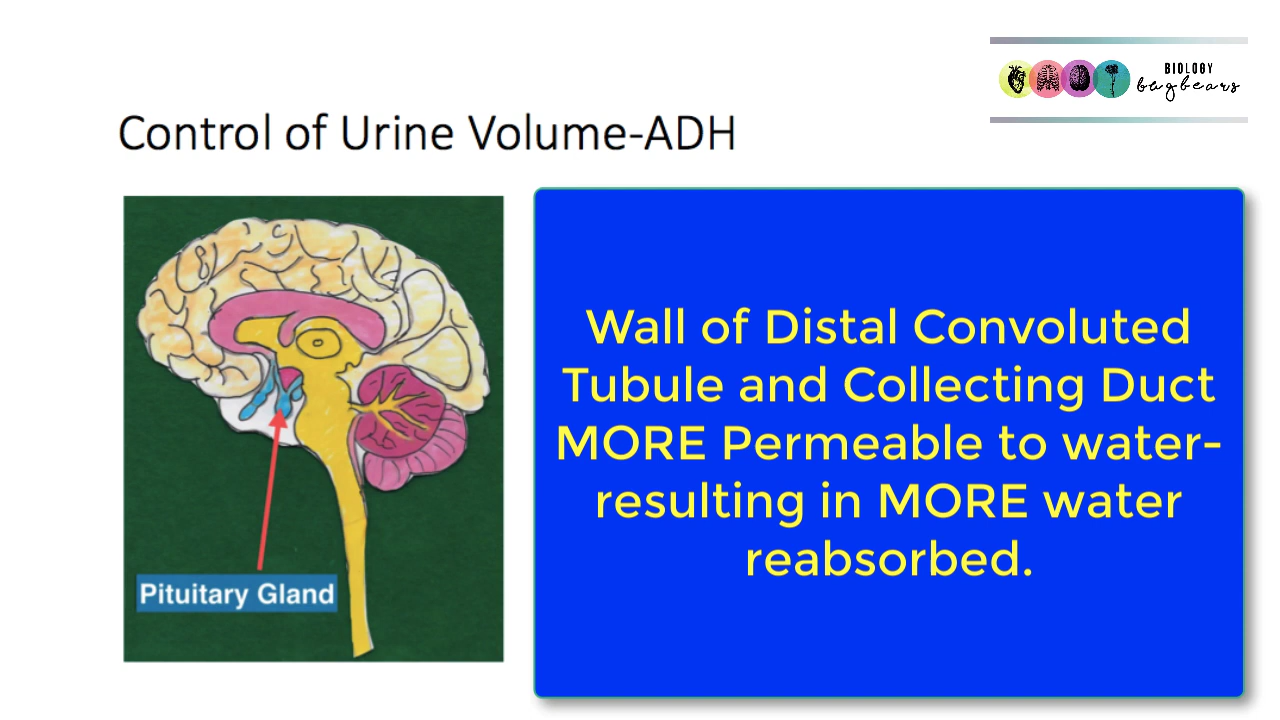 BIOLOGY
bugbears
Control of Urine Volume-ADH
Wall of Distal Convoluted
Tubule and Collecting Duct
MORE Permeable to water-
resulting in MORE water
reabsorbed.
Pituitary Gland